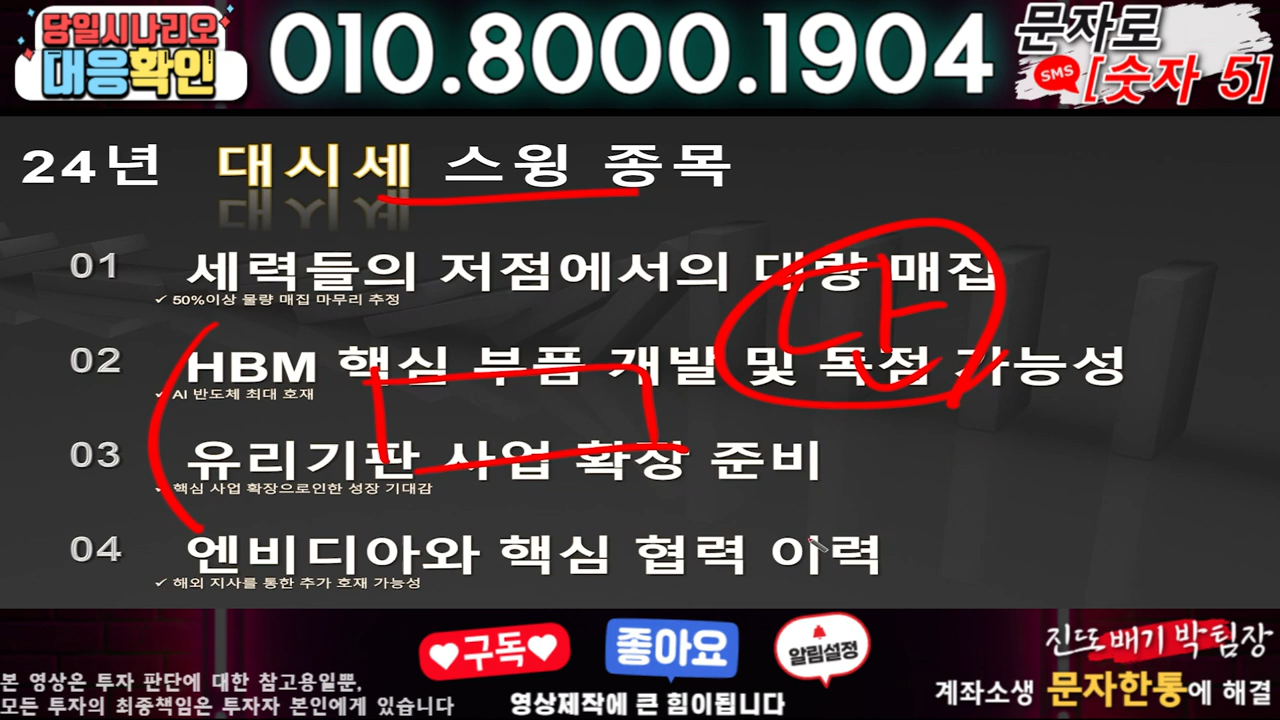 당일시나리오
대응확인
010.8000.1904
문자로
SMS
[숫자 5]
24년 대시세 스윙 종목
01 세력들의 저점에서의 대량 매집
✓ 50%이상 물량 매집 마무리 추정
02 HBM 핵심 부품 개발 및 독점 가능성
✓ AI 반도체 최대 호재
03 유리기판 사업 확장 준비
✓ 핵심 사업 확장으로인한 성장 기대감
04 엔비디아와 핵심 협력 이력
✓ 해외 지사를 통한 추가 호재 가능성
구독
좋아요
알림설정
영상제작에 큰 힘이됩니다
본 영상은 투자 판단에 대한 참고용일뿐,
모든 투자의 최종책임은 투자자 본인에게 있습니다
진또배기 박팀장
계좌소생 문자한통에 해결